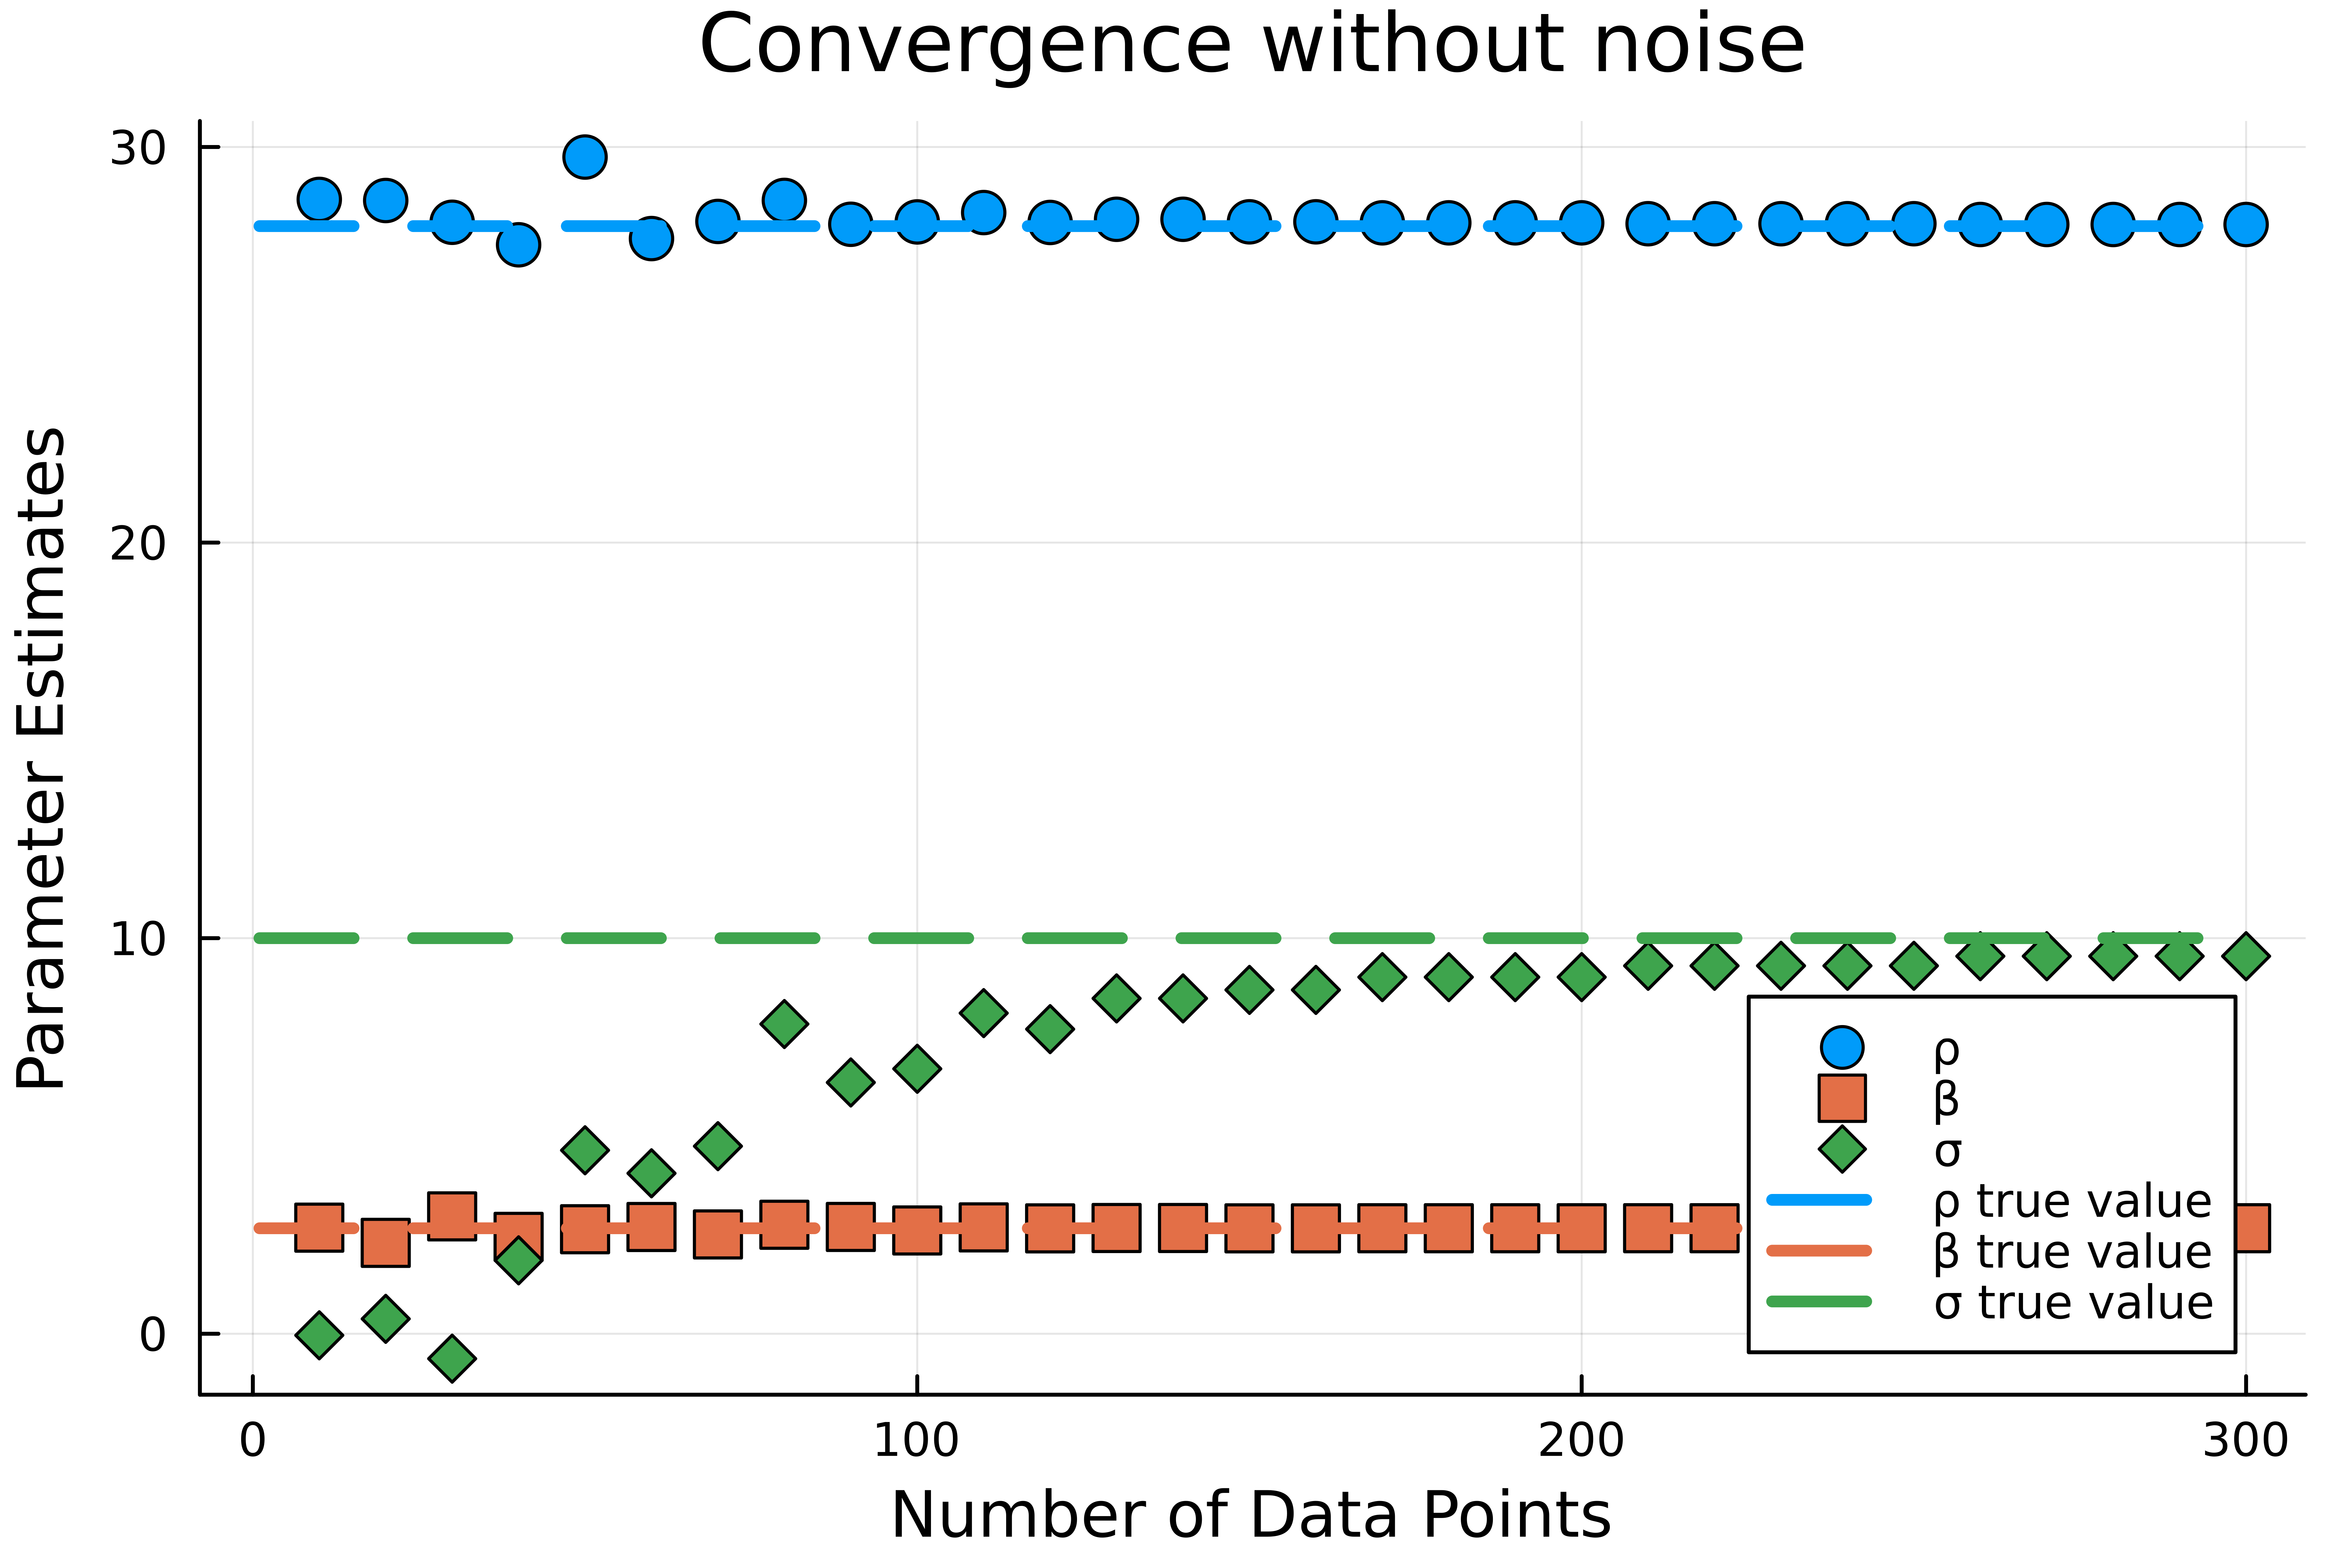 Convergence without noise
Parameter Estimates
30
20
10
0
ρ
β
σ
ρ true value
β true value
σ true value
0 100 200 300
Number of Data Points